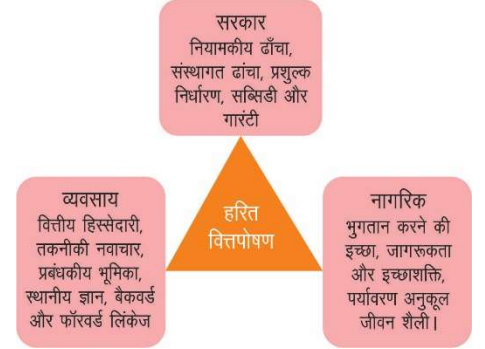 सरकार
नियामकीय ढाँचा,
संस्थागत ढांचा, प्रशुल्क
निर्धारण, सब्सिडी और
गारंटी
हरित
वित्तपोषण
व्यवसाय
वित्तीय हिस्सेदारी,
तकनीकी नवाचार,
प्रबंधकीय भूमिका,
स्थानीय ज्ञान, बैकवर्ड
और फॉरवर्ड लिंकेज
नागरिक
भुगतान करने की
इच्छा, जागरूकता
और इच्छाशक्ति,
पर्यावरण अनुकूल
जीवन शैली।